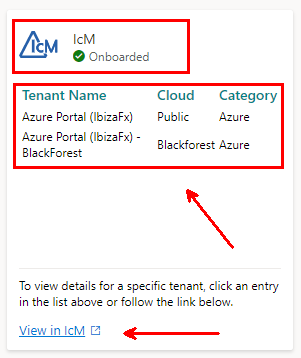 IcM
IcM
Onboarded
Tenant Name Cloud Category
Azure Portal (IbizaFx) Public Azure
Azure Portal (IbizaFx) -
BlackForest Blackforest Azure
To view details for a specific tenant, click an entry
in the list above or follow the link below.
View in IcM